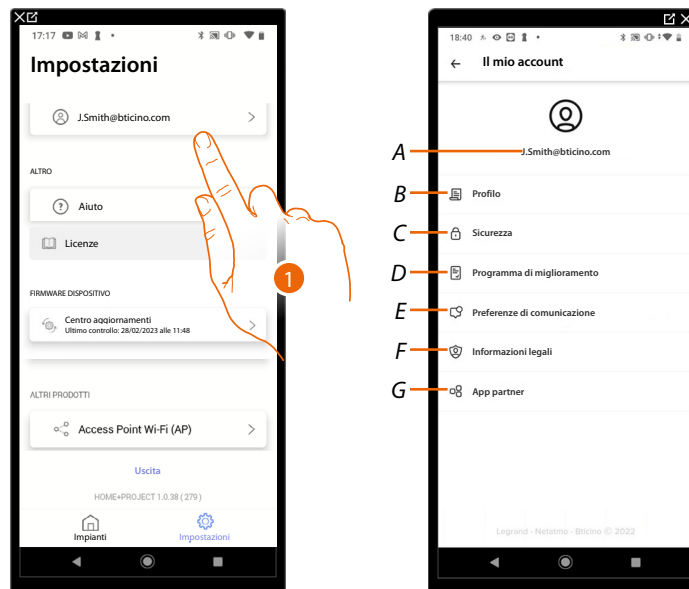 17:17
Impostazioni
J.Smith@bticino.com
ALTRO
Aiuto
Licenze
FIRMWARE DISPOSITIVO
Centro aggiornamenti
Ultimo controllo: 28/02/2023 alle 11:48
ALTRI PRODOTTI
Access Point Wi-Fi (AP)
Uscita
HOME+PROJECT 1.0.38 ( 279 )
Impianti
Impostazioni
1
18:40
Il mio account
A
J.Smith@bticino.com
B
Profilo
C
Sicurezza
D
Programma di miglioramento
E
Preferenze di comunicazione
F
Informazioni legali
G
App partner
Legrand - Netatmo - Bticino © 2022